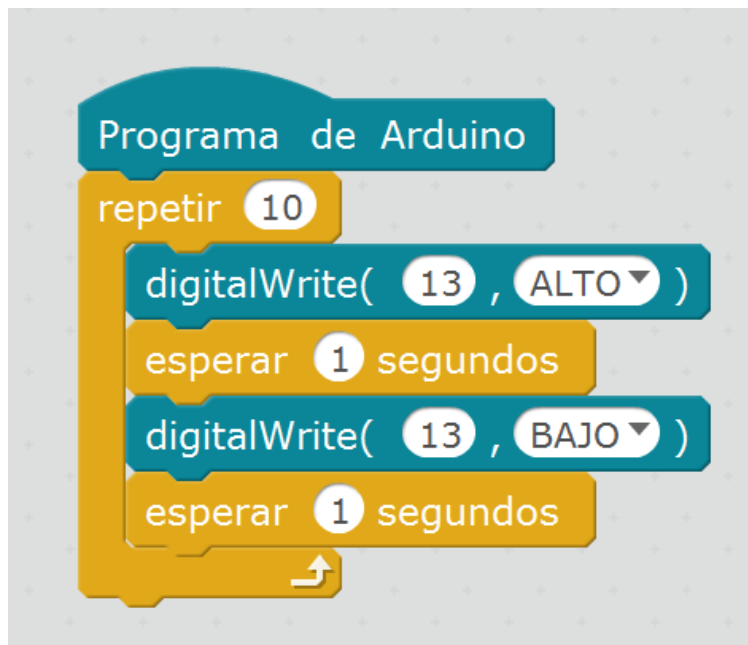 Programa de Arduino
repetir 10
digitalWrite( 13 , ALTO )
esperar 1 segundos
digitalWrite( 13 , BAJO )
esperar 1 segundos